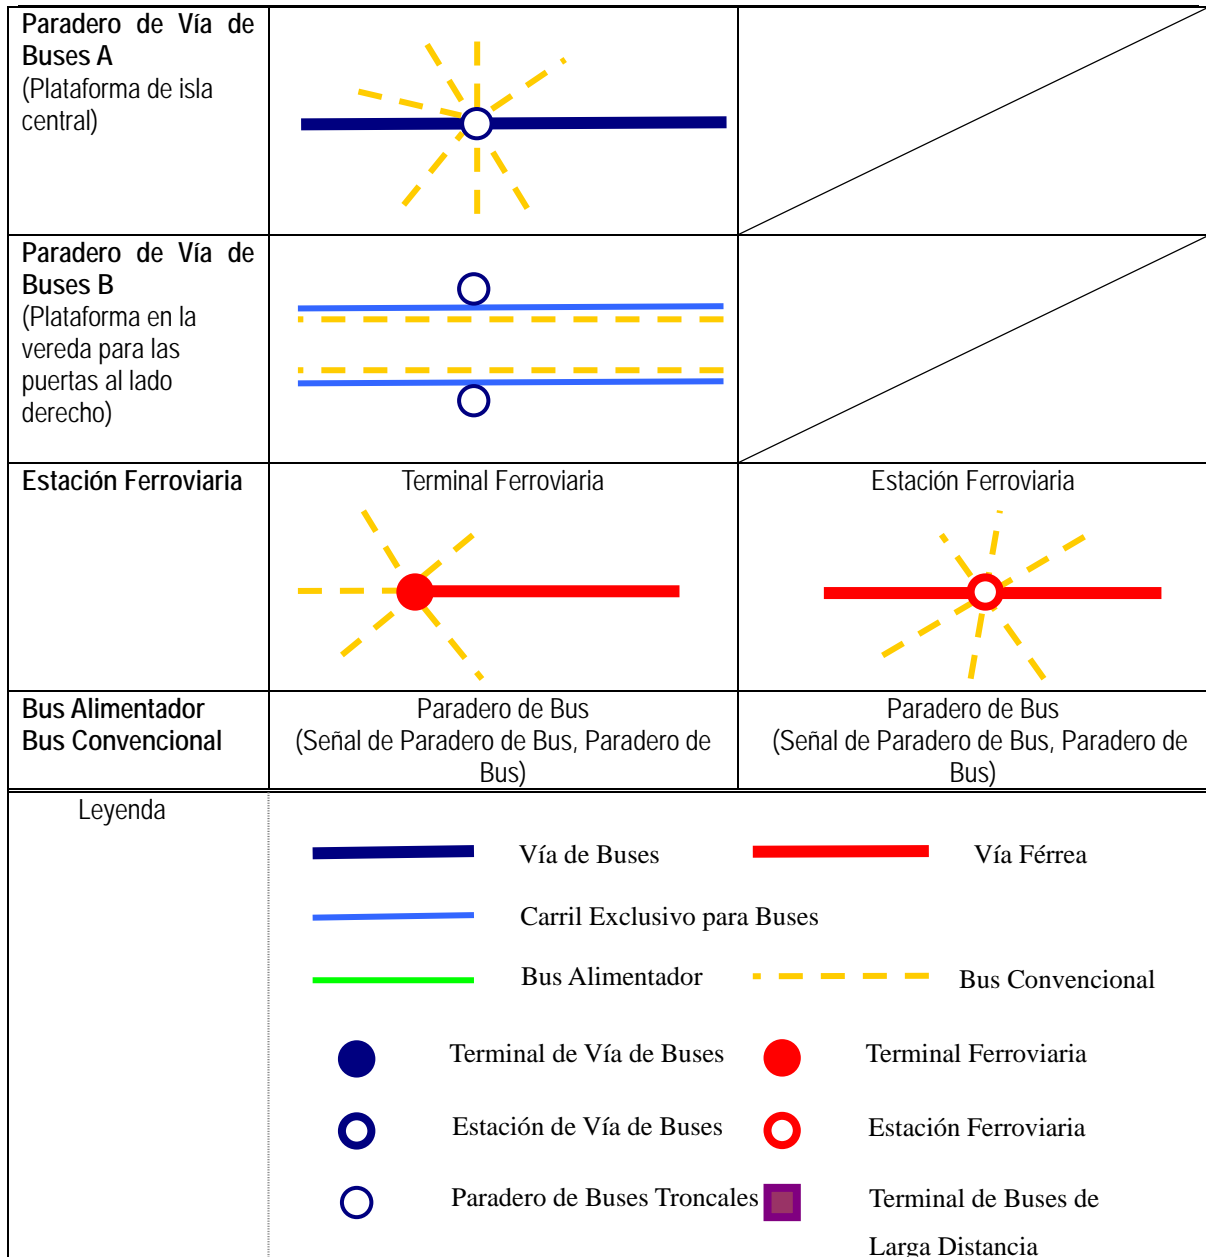 Paradero de Vía de
Buses A
(Plataforma de isla
central)
Paradero de Vía de
Buses B
(Plataforma en la
vereda para las
puertas al lado
derecho)
Estación Ferroviaria
Terminal Ferroviaria
Estación Ferroviaria
Bus Alimentador
Bus Convencional
Paradero de Bus
(Señal de Paradero de Bus, Paradero de
Bus)
Paradero de Bus
(Señal de Paradero de Bus, Paradero de
Bus)
Leyenda
Vía de Buses
Vía Férrea
Carril Exclusivo para Buses
Bus Alimentador
Bus Convencional
Terminal de Vía de Buses
Terminal Ferroviaria
Estación de Vía de Buses
Estación Ferroviaria
Paradero de Buses Troncales
Terminal de Buses de
Larga Distancia